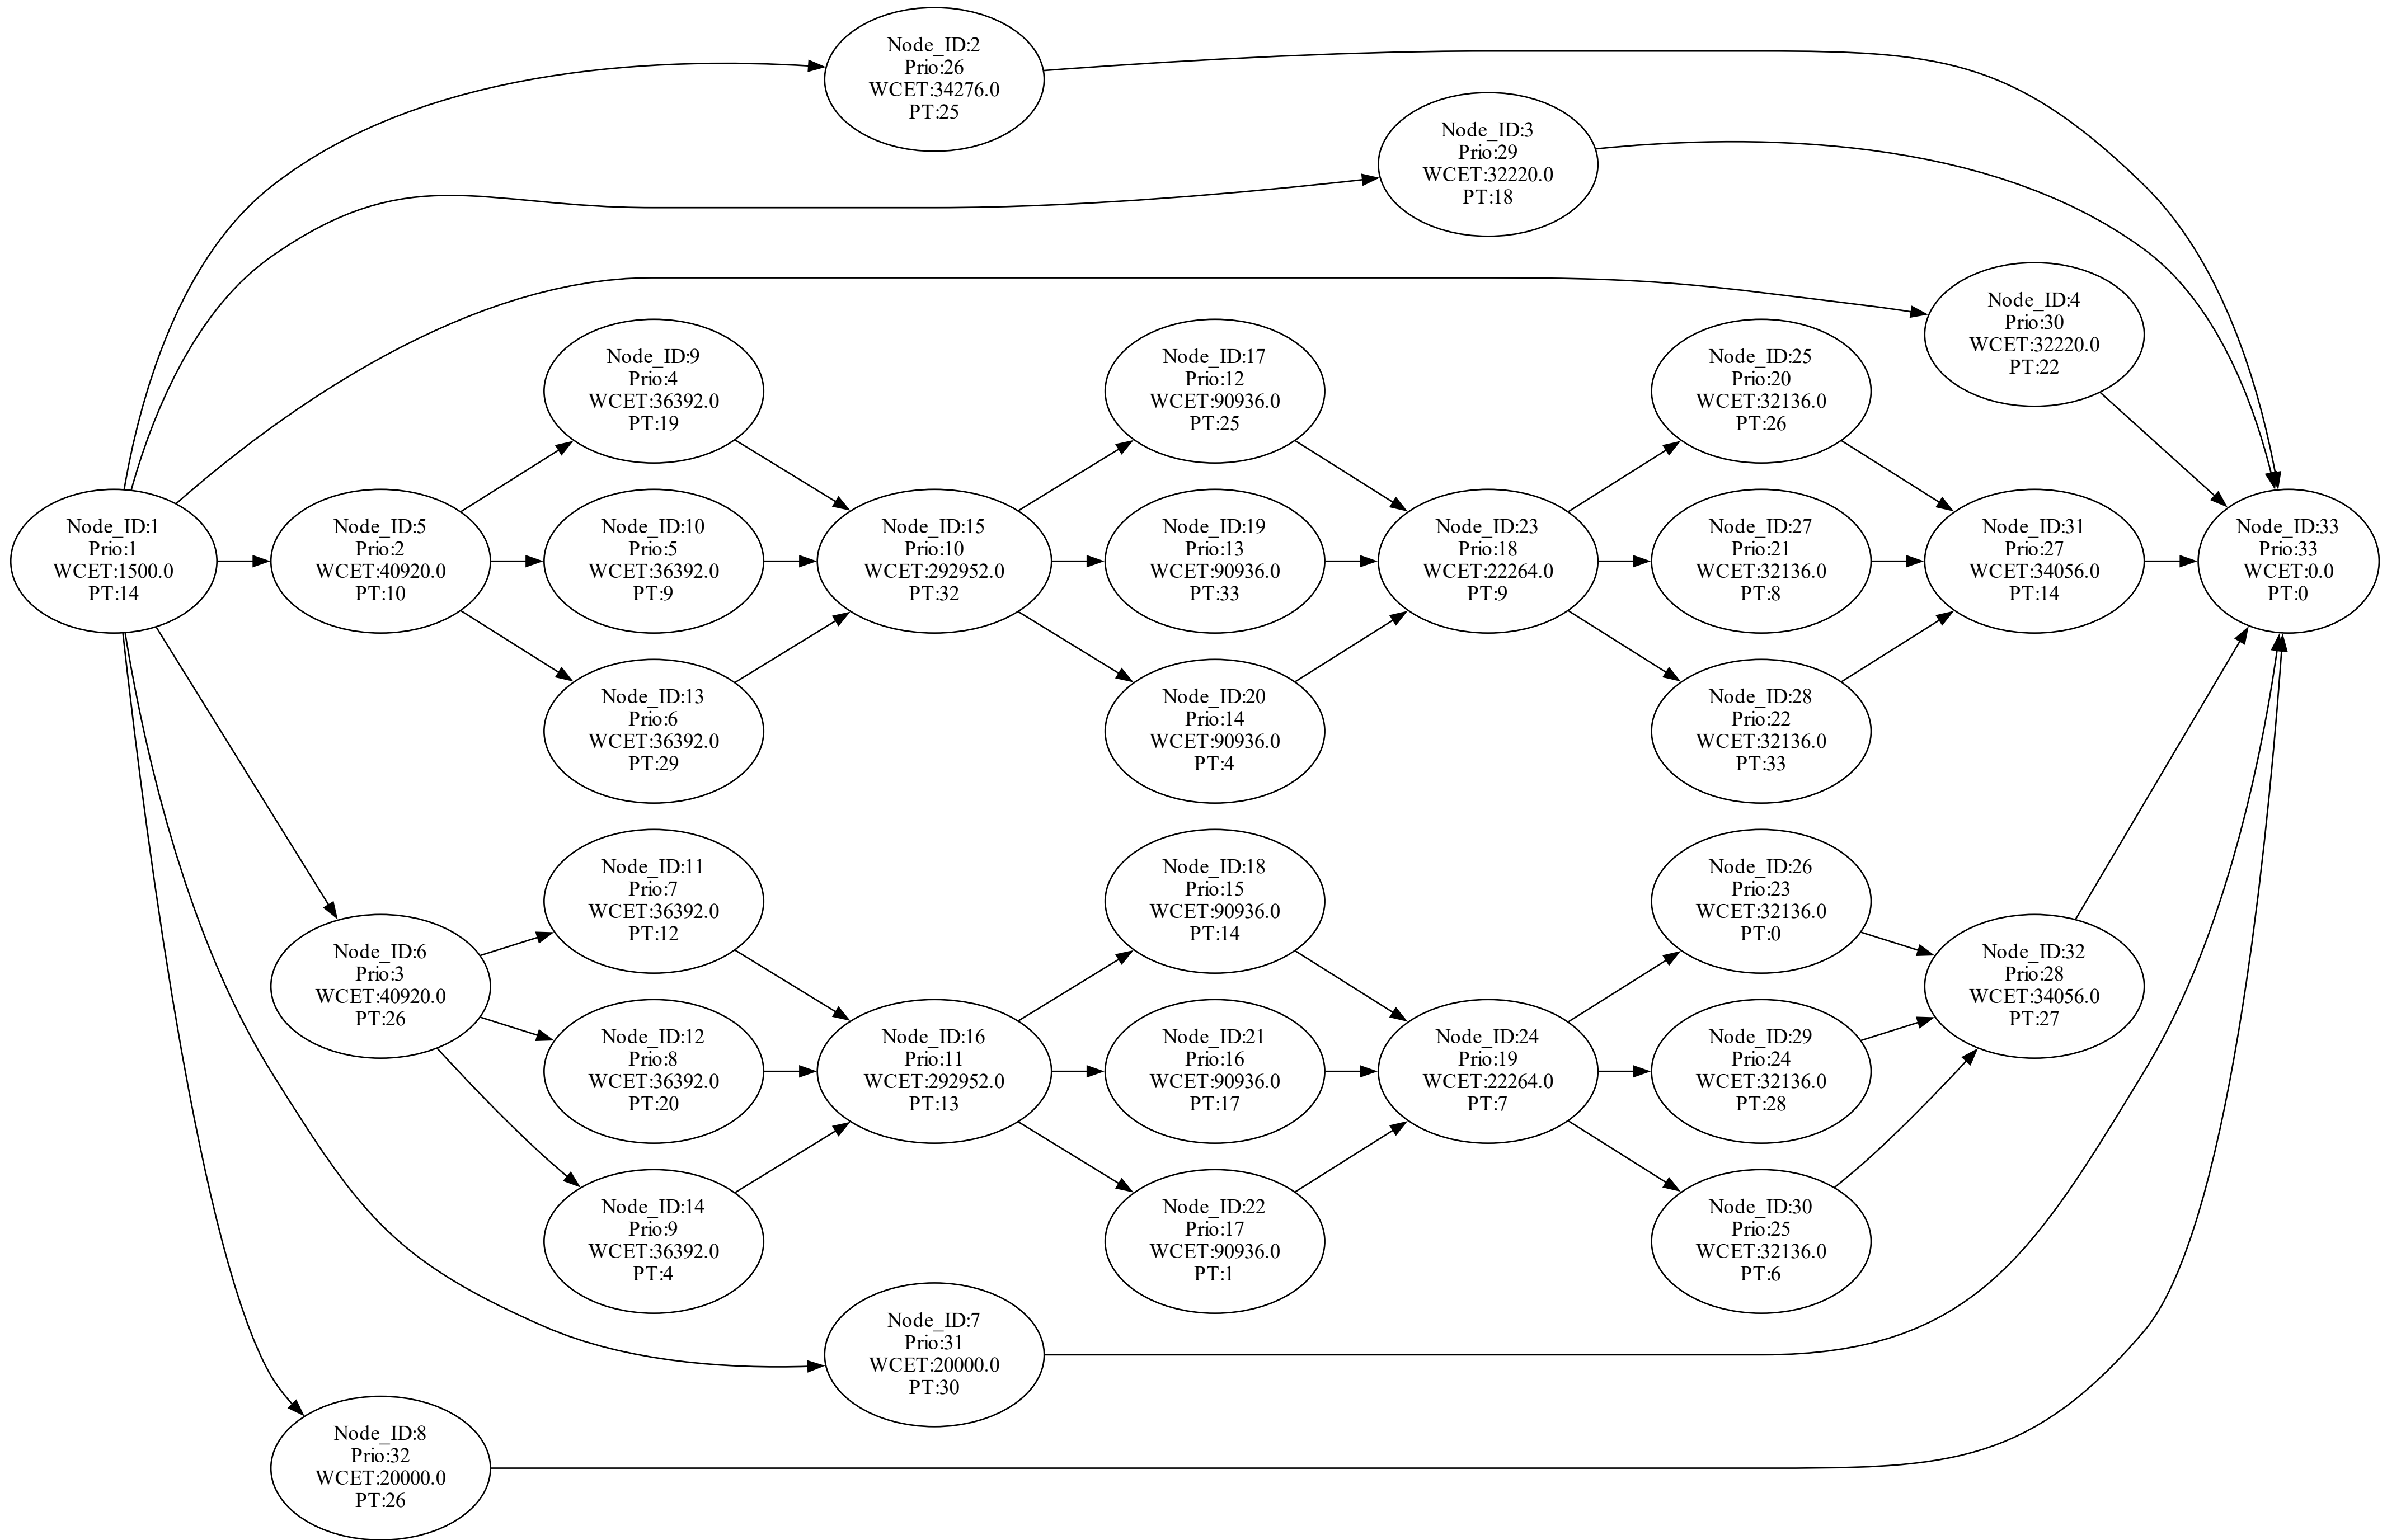 Node_ID:2
Prio:26
WCET:34276.0
PT:25
Node_ID:3
Prio:29
WCET:32220.0
PT:18
Node_ID:4
Prio:30
WCET:32220.0
PT:22
Node_ID:9
Prio:4
WCET:36392.0
PT:19
Node_ID:17
Prio:12
WCET:90936.0
PT:25
Node_ID:25
Prio:20
WCET:32136.0
PT:26
Node_ID:1
Prio:1
WCET:1500.0
PT:14
Node_ID:5
Prio:2
WCET:40920.0
PT:10
Node_ID:10
Prio:5
WCET:36392.0
PT:9
Node_ID:15
Prio:10
WCET:292952.0
PT:32
Node_ID:19
Prio:13
WCET:90936.0
PT:33
Node_ID:23
Prio:18
WCET:22264.0
PT:9
Node_ID:27
Prio:21
WCET:32136.0
PT:8
Node_ID:31
Prio:27
WCET:34056.0
PT:14
Node_ID:33
Prio:33
WCET:0.0
PT:0
Node_ID:13
Prio:6
WCET:36392.0
PT:29
Node_ID:20
Prio:14
WCET:90936.0
PT:4
Node_ID:28
Prio:22
WCET:32136.0
PT:33
Node_ID:11
Prio:7
WCET:36392.0
PT:12
Node_ID:18
Prio:15
WCET:90936.0
PT:14
Node_ID:26
Prio:23
WCET:32136.0
PT:0
Node_ID:6
Prio:3
WCET:40920.0
PT:26
Node_ID:32
Prio:28
WCET:34056.0
PT:27
Node_ID:12
Prio:8
WCET:36392.0
PT:20
Node_ID:16
Prio:11
WCET:292952.0
PT:13
Node_ID:21
Prio:16
WCET:90936.0
PT:17
Node_ID:24
Prio:19
WCET:22264.0
PT:7
Node_ID:29
Prio:24
WCET:32136.0
PT:28
Node_ID:14
Prio:9
WCET:36392.0
PT:4
Node_ID:22
Prio:17
WCET:90936.0
PT:1
Node_ID:30
Prio:25
WCET:32136.0
PT:6
Node_ID:7
Prio:31
WCET:20000.0
PT:30
Node_ID:8
Prio:32
WCET:20000.0
PT:26